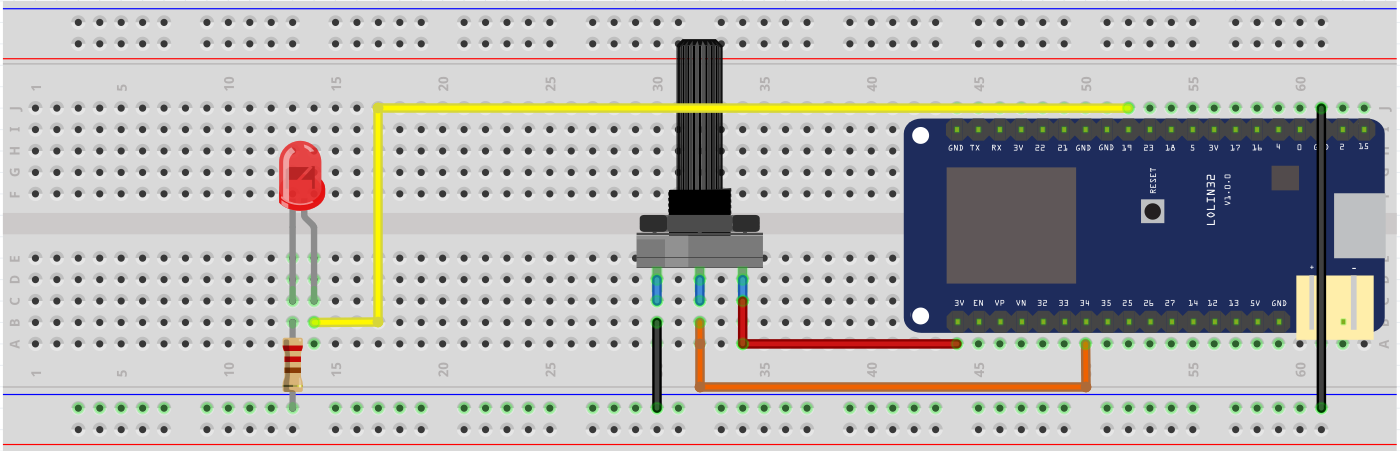 1 5 10 15 20 25 30 35 40 45 50 55 60
J J
I
H
G
F
GND TX RX 3V 22 21 GND GND 19 23 18 5 3V 17 16 4 0 2 15
RESET
LOLIN32
V1.0.0
E
D
C
B
A A
+ -
3V EN VP VN 32 33 34 35 25 26 27 14 12 13 5V GND
1 5 10 15 20 25 30 35 40 45 50 55 60